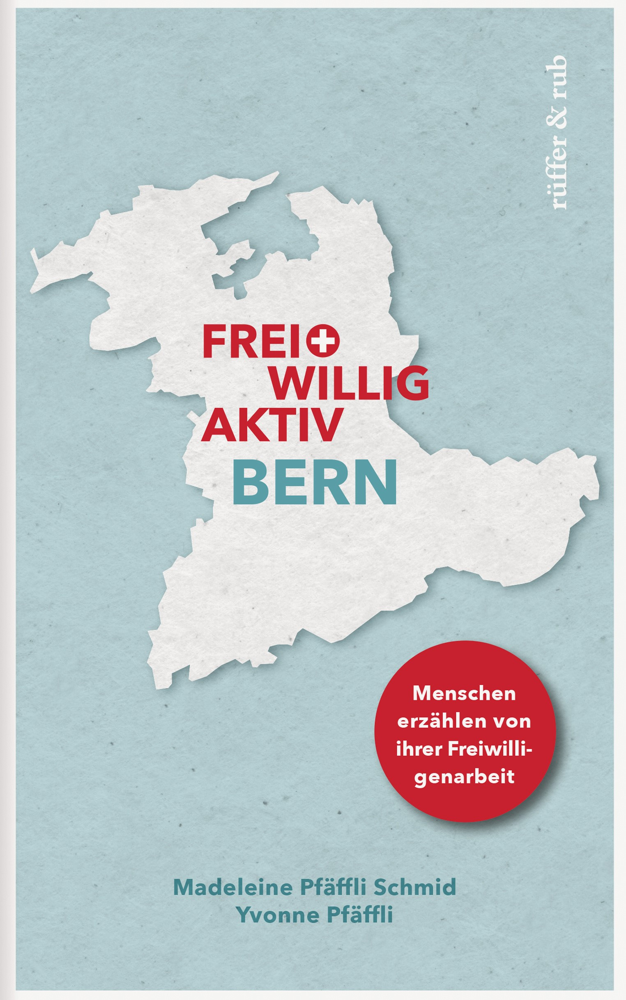 rüffer & rub
FREI
WILLIG
AKTIV
BERN
Menschen
erzählen von
ihrer Freiwilli-
genarbeit
Madeleine Pfäffli Schmid
Yvonne Pfäffli